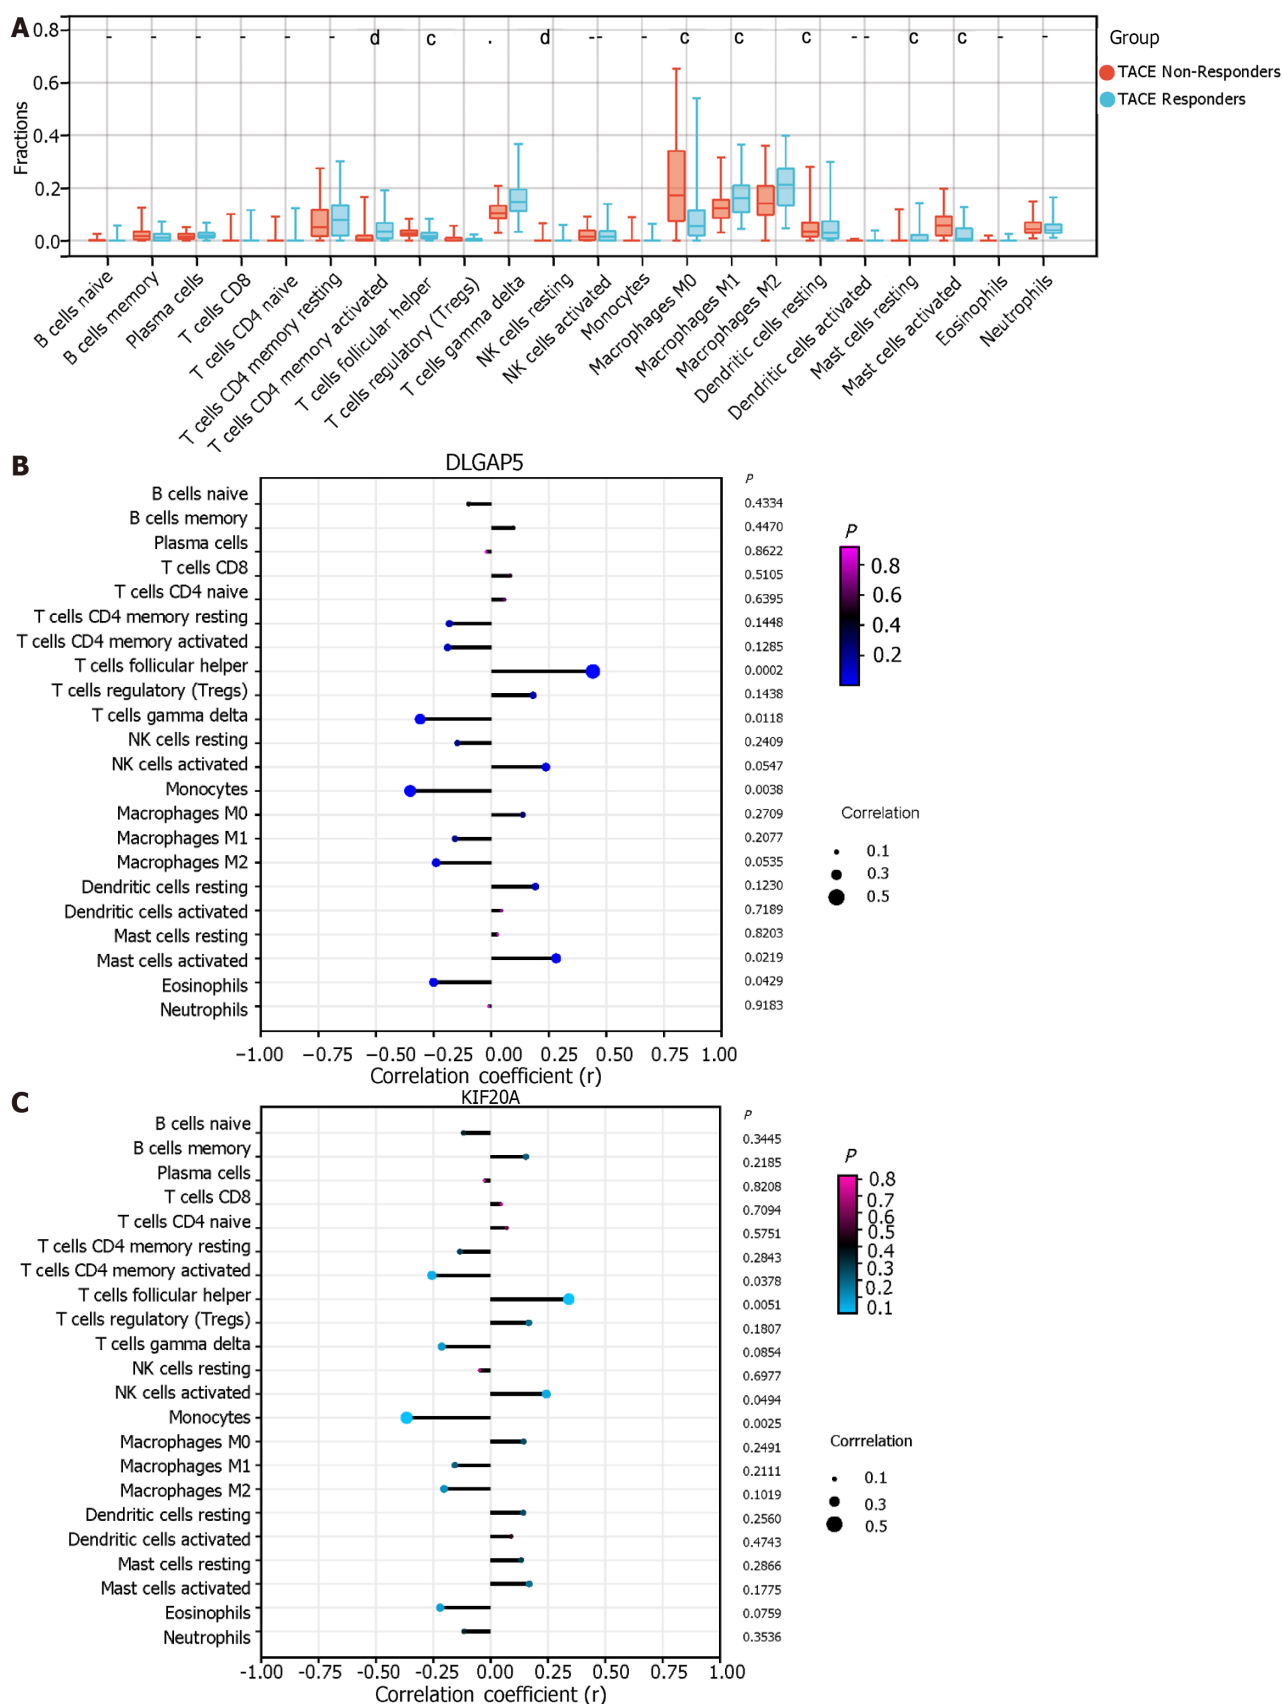 A
0.8
0.6
0.4
0.2
0.0
Fractions
- - - - - - d c . d -- - c c c -- c c - -
Group
TACE Non-Responders
TACE Responders
B cells naive
B cells memory
Plasma cells
T cells CD8
T cells CD4 naive
T cells CD4 memory resting
T cells CD4 memory activated
T cells follicular helper
T cells regulatory (Tregs)
T cells gamma delta
NK cells resting
NK cells activated
Monocytes
Macrophages M0
Macrophages M1
Macrophages M2
Dendritic cells resting
Dendritic cells activated
Mast cells resting
Mast cells activated
Eosinophils
Neutrophils
B
DLGAP5
P
B cells naive 0.4334
B cells memory 0.4470
Plasma cells 0.8622
T cells CD8 0.5105
T cells CD4 naive 0.6395
T cells CD4 memory resting 0.1448
T cells CD4 memory activated 0.1285
T cells follicular helper 0.0002
T cells regulatory (Tregs) 0.1438
T cells gamma delta 0.0118
NK cells resting 0.2409
NK cells activated 0.0547
Monocytes 0.0038
Macrophages M0 0.2709
Macrophages M1 0.2077
Macrophages M2 0.0535
Dendritic cells resting 0.1230
Dendritic cells activated 0.7189
Mast cells resting 0.8203
Mast cells activated 0.0219
Eosinophils 0.0429
Neutrophils 0.9183
−1.00 −0.75 −0.50 −0.25 0.00 0.25 0.50 0.75 1.00
Correlation coefficient (r)
P
0.8
0.6
0.4
0.2
Correlation
0.1
0.3
0.5
C
KIF20A
P
B cells naive 0.3445
B cells memory 0.2185
Plasma cells 0.8208
T cells CD8 0.7094
T cells CD4 naive 0.5751
T cells CD4 memory resting 0.2843
T cells CD4 memory activated 0.0378
T cells follicular helper 0.0051
T cells regulatory (Tregs) 0.1807
T cells gamma delta 0.0854
NK cells resting 0.6977
NK cells activated 0.0494
Monocytes 0.0025
Macrophages M0 0.2491
Macrophages M1 0.2111
Macrophages M2 0.1019
Dendritic cells resting 0.2560
Dendritic cells activated 0.4743
Mast cells resting 0.2866
Mast cells activated 0.1775
Eosinophils 0.0759
Neutrophils 0.3536
-1.00 -0.75 -0.50 -0.25 0.00 0.25 0.50 0.75 1.00
Correlation coefficient (r)
P
0.8
0.7
0.6
0.5
0.4
0.3
0.2
0.1
Corrrelation
0.1
0.3
0.5